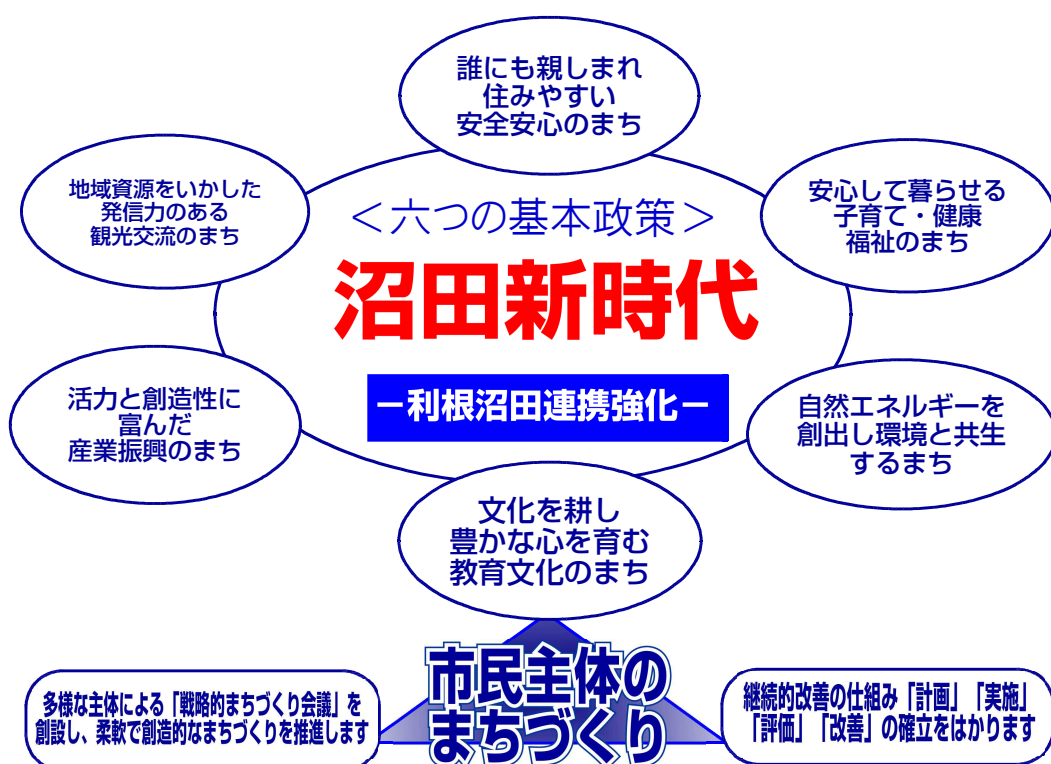 誰にも親しまれ
住みやすい
安全安心のまち
地域資源をいかした
発信力のある
観光交流のまち
安心して暮らせる
子育て・健康
福祉のまち
＜六つの基本政策＞
沼田新時代
－利根沼田連携強化－
活力と創造性に
富んだ
産業振興のまち
自然エネルギーを
創出し環境と共生
するまち
文化を耕し
豊かな心を育む
教育文化のまち
市民主体の
まちづくり
多様な主体による「戦略的まちづくり会議」を
創設し、柔軟で創造的なまちづくりを推進します
継続的改善の仕組み「計画」「実施」
「評価」「改善」の確立をはかります